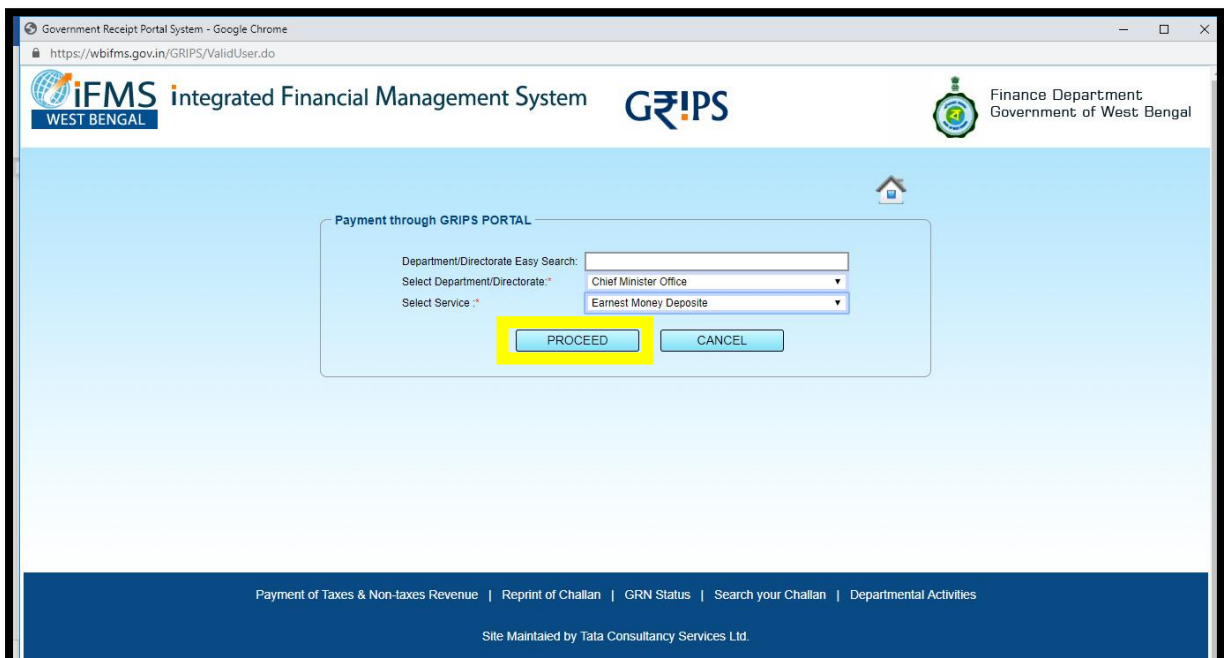 Government Receipt Portal System - Google Chrome
https://wbifms.gov.in/GRIPS/ValidUser.do
iFMS integrated Financial Management System
WEST BENGAL
GR!PS
Finance Department
Government of West Bengal
Payment through GRIPS PORTAL
Department/Directorate Easy Search:
Select Department/Directorate:* Chief Minister Office
Select Service :* Earnest Money Deposite
PROCEED CANCEL
Payment of Taxes & Non-taxes Revenue | Reprint of Challan | GRN Status | Search your Challan | Departmental Activities
Site Maintaied by Tata Consultancy Services Ltd.